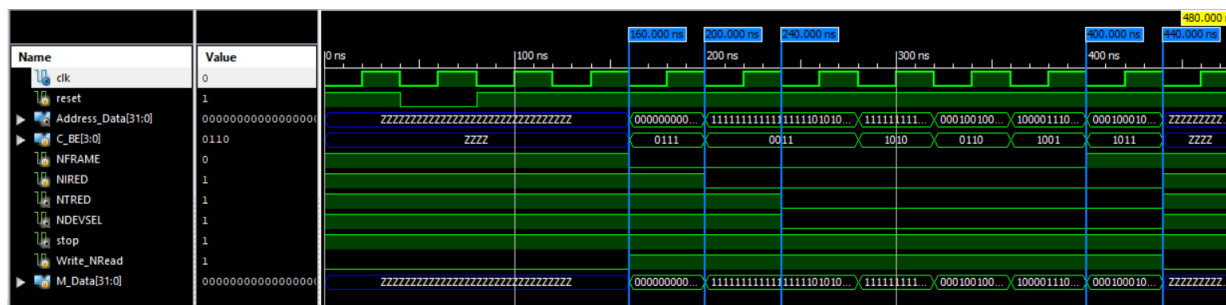 480.000
160.000 ns 200.000 ns 240.000 ns 400.000 ns 440.000 ns
Name Value 0 ns 100 ns 200 ns 300 ns 400 ns
clk 0
reset 1
Address_Data[31:0] 0000000000000000 ZZZZZZZZZZZZZZZZZZZZZZZZZZZZZZZZ 000000000... 11111111111111110101... 111111111... 000100100... 100001110... 000100010... ZZZZZZZZZ
C_BE[3:0] 0110 ZZZZ 0111 0011 1010 0110 1001 1011 ZZZZ
NFRAME 0
NIRED 1
NTRED 1
NDEVSEL 1
stop 1
Write_NRead 1
M_Data[31:0] 0000000000000000 ZZZZZZZZZZZZZZZZZZZZZZZZZZZZZZZZ 000000000... 11111111111111110101... 111111111... 000100100... 100001110... 000100010... ZZZZZZZZZ